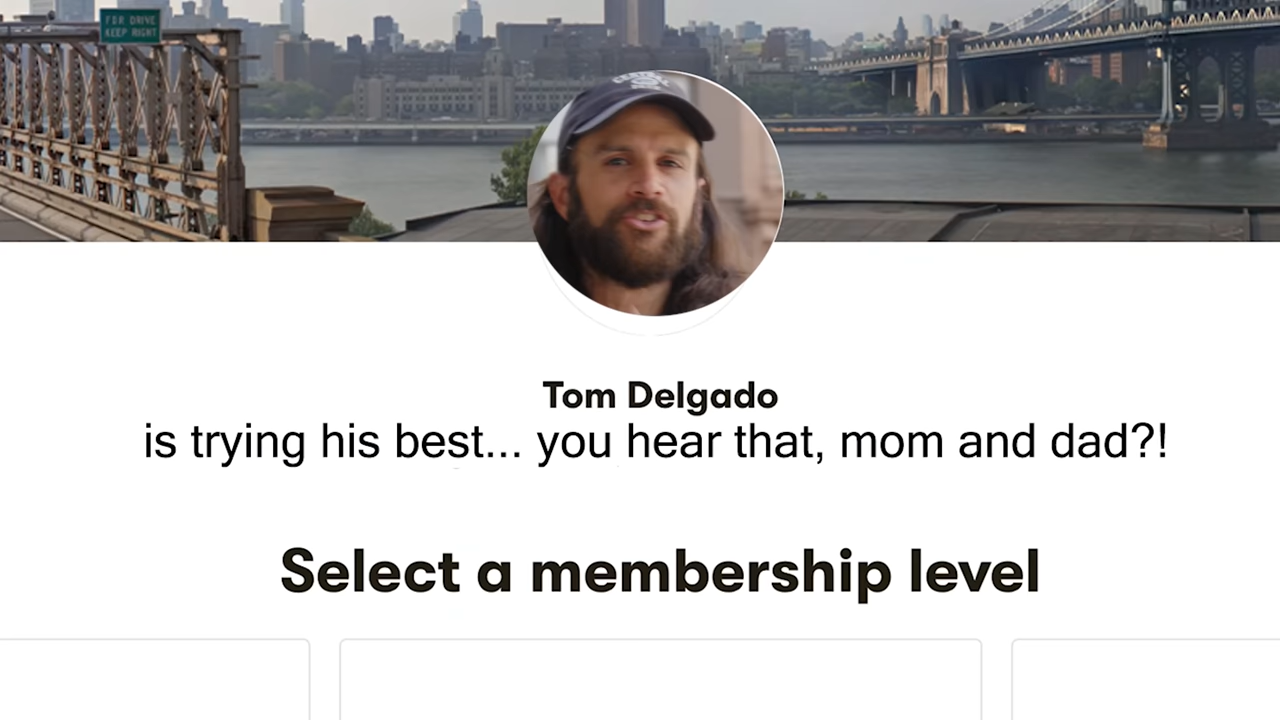 FDR DRIVE
KEEP RIGHT
Tom Delgado
is trying his best... you hear that, mom and dad?!
Select a membership level